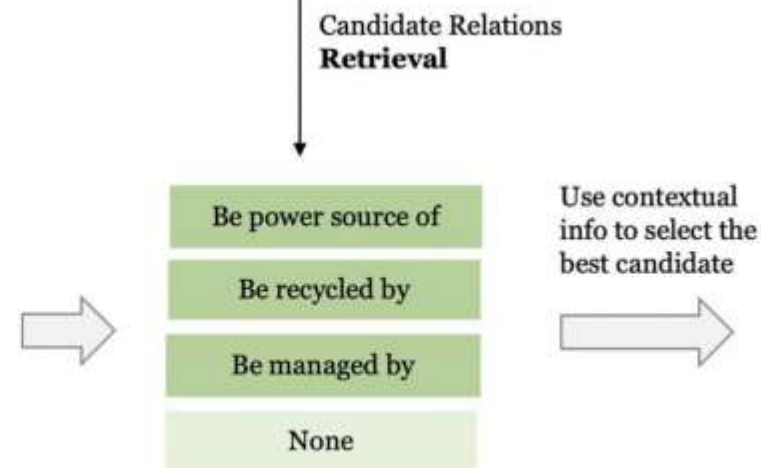 Candidate Relations
Retrieval
Be power source of
Be recycled by
Be managed by
None
Use contextual
info to select the
best candidate